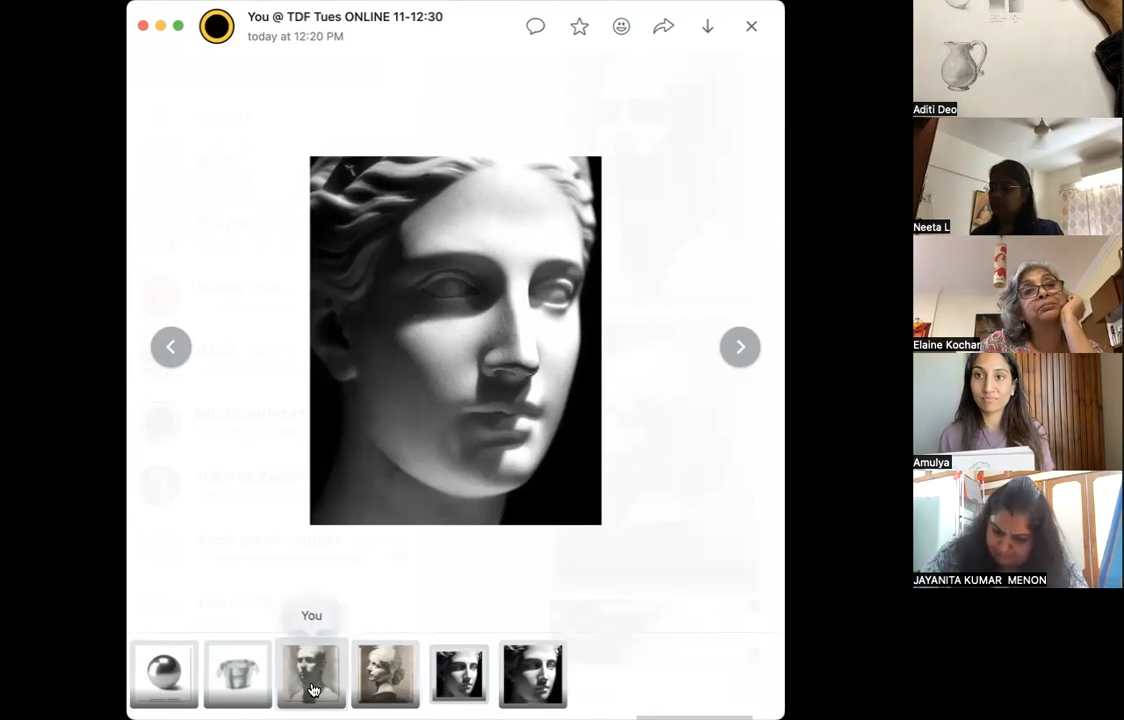 You @ TDF Tues ONLINE 11-12:30
today at 12:20 PM
You
Aditi Deo
Neeta L
Elaine Kochar
Amulya
JAYANITA KUMAR MENON